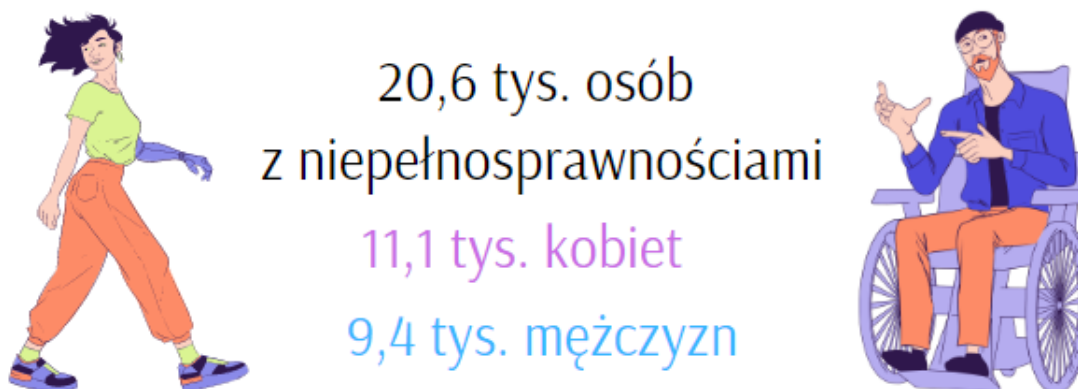 20,6 tys. osób
z niepełnosprawnościami
11,1 tys. kobiet
9,4 tys. mężczyzn